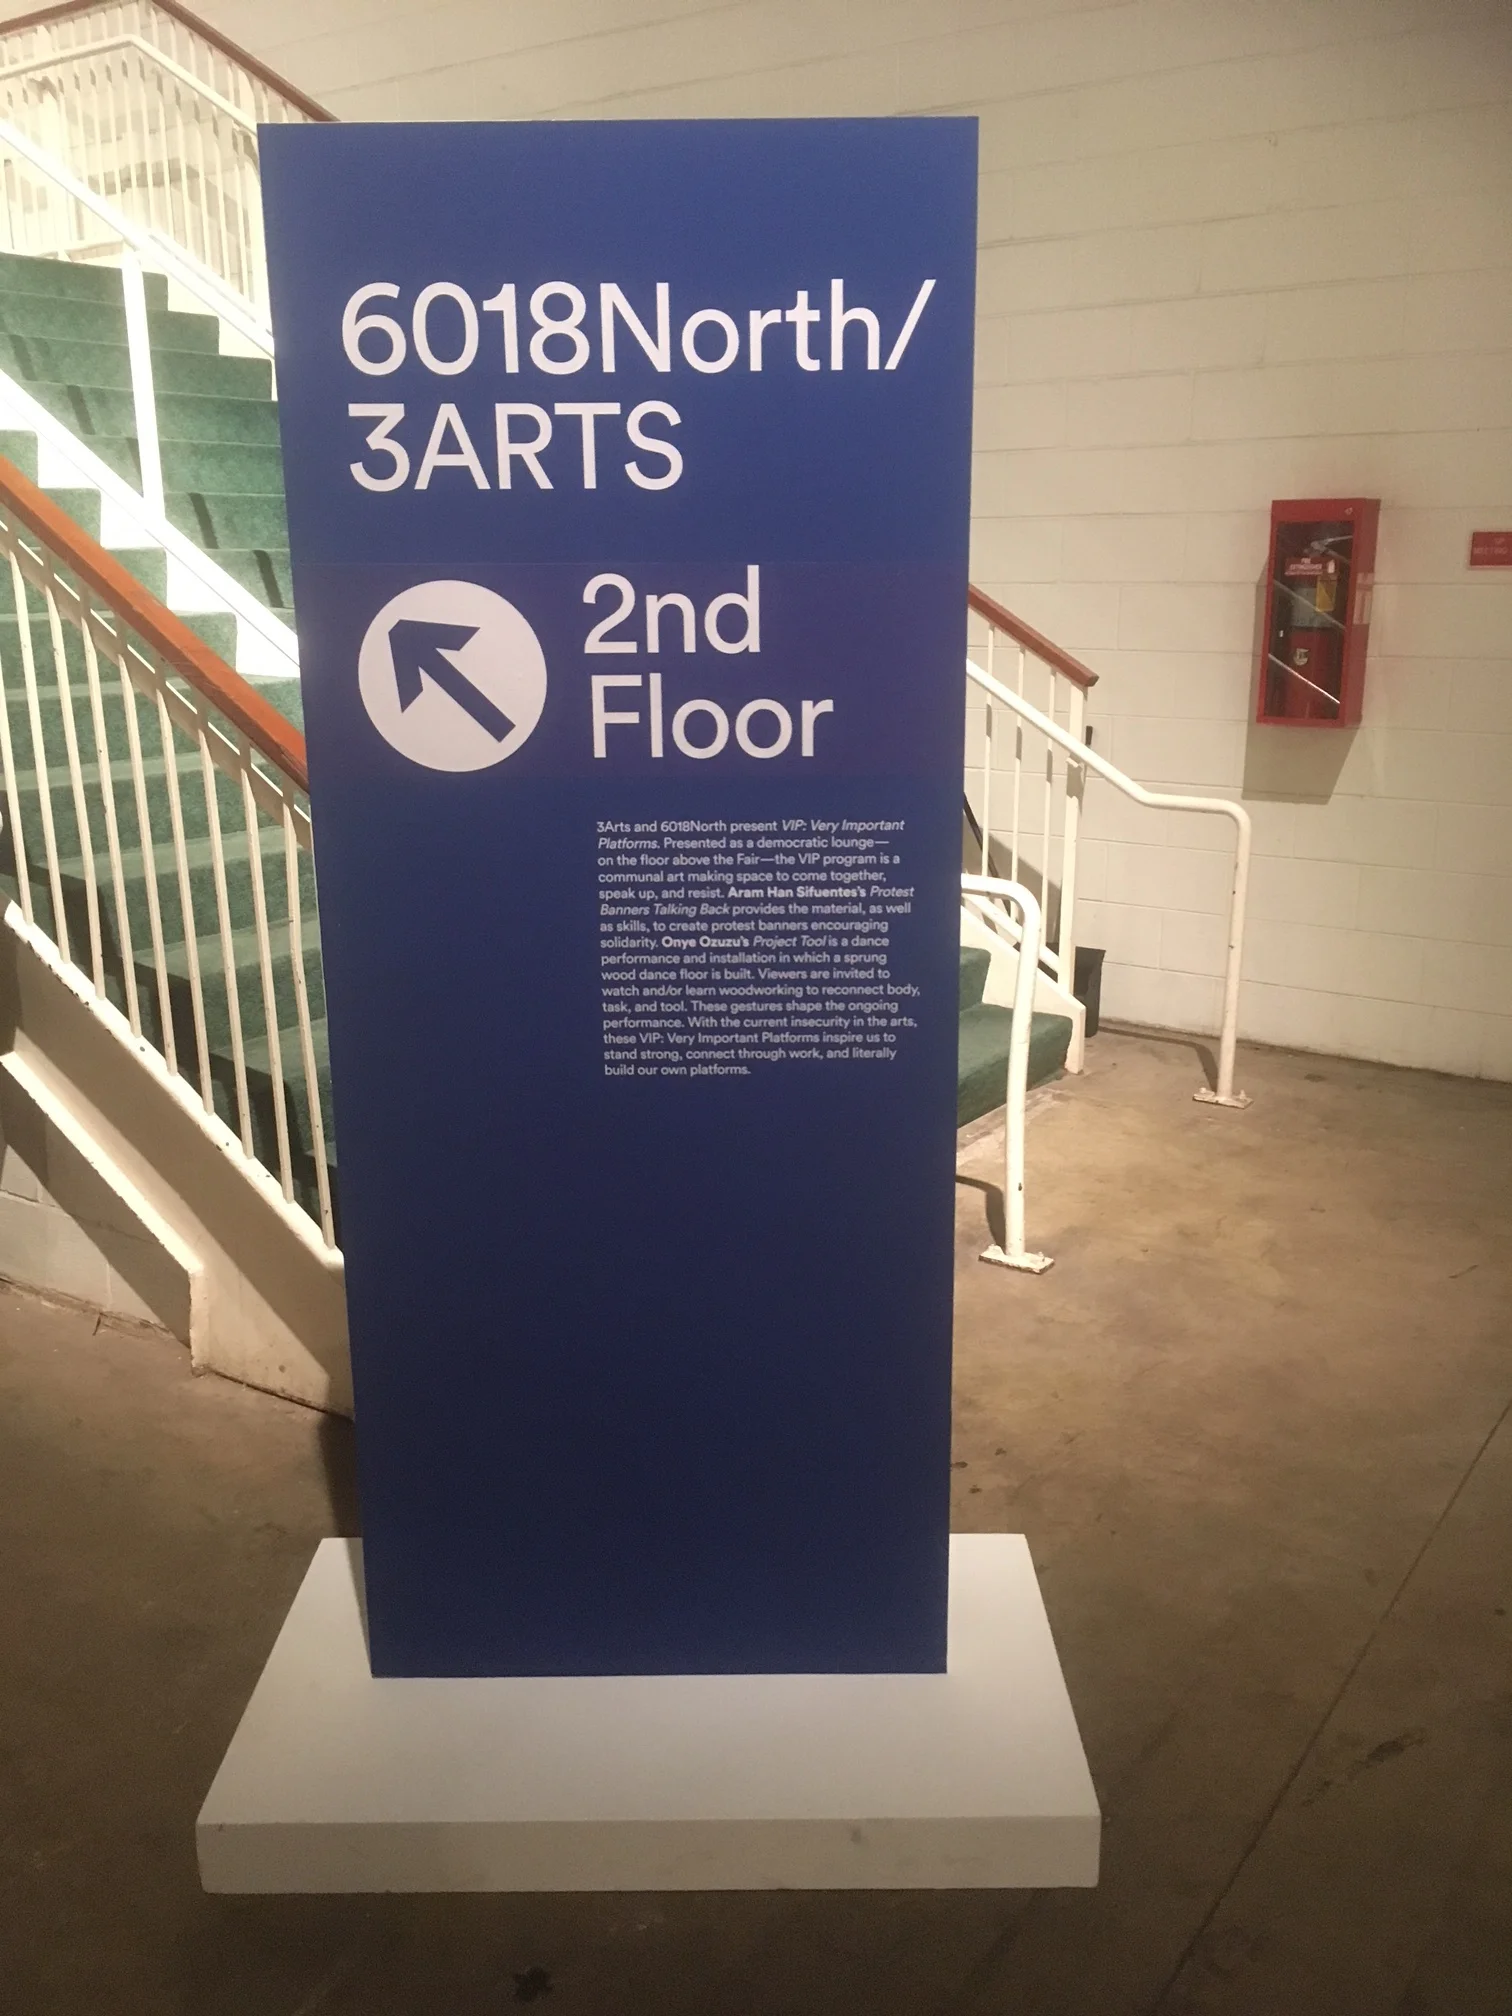 6018North/
3ARTS
2nd
Floor
3Arts and 6018North present VIP: Very Important
Platforms. Presented as a democratic lounge—
on the floor above the Fair—the VIP program is a
communal art making space to come together,
speak up, and resist. Aram Han Sifuentes's Protest
Banners Talking Back provides the material, as well
as skills, to create protest banners encouraging
solidarity. Onye Ozuzu's Project Tool is a dance
performance and installation in which a sprung
wood dance floor is built. Viewers are invited to
watch and/or learn woodworking to reconnect body,
task, and tool. These gestures shape the ongoing
performance. With the current insecurity in the arts,
these VIP: Very Important Platforms inspire us to
stand strong, connect through work, and literally
build our own platforms.
FIRE
EXTINGUISHER